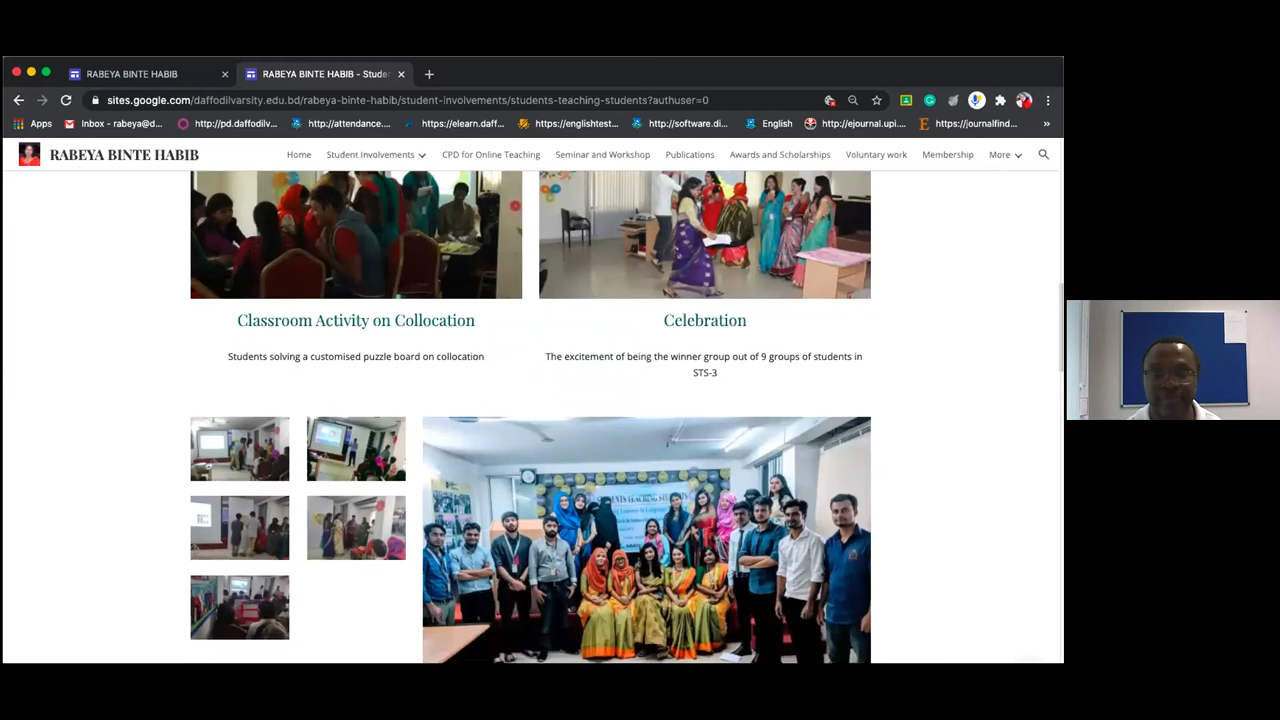 RABEYA BINTE HABIB
RABEYA BINTE HABIB - Stude
sites.google.com/daffodilvarsity.edu.bd/rabeya-binte-habib/student-involvements/students-teaching-students?authuser=0
Apps
Inbox - rabeya@d...
http://pd.daffodilv...
http://attendance....
https://elearn.daff...
https://englishtest...
http://software.di...
English
http://ejournal.upi....
https://journalfind...
»
RABEYA BINTE HABIB
Home
Student Involvements
CPD for Online Teaching
Seminar and Workshop
Publications
Awards and Scholarships
Voluntary work
Membership
More
Classroom Activity on Collocation
Celebration
Students solving a customised puzzle board on collocation
The excitement of being the winner group out of 9 groups of students in
STS-3
STUDENTS TEACHING STUDENTS